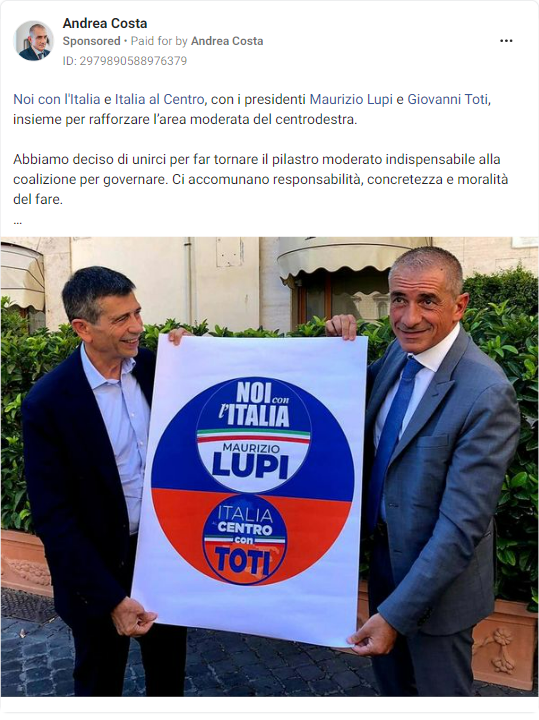 Andrea Costa
Sponsored • Paid for by Andrea Costa
ID: 2979890588976379
Noi con l'Italia e Italia al Centro, con i presidenti Maurizio Lupi e Giovanni Toti,
insieme per rafforzare l’area moderata del centrodestra.
Abbiamo deciso di unirci per far tornare il pilastro moderato indispensabile alla
coalizione per governare. Ci accomunano responsabilità, concretezza e moralità
del fare.
...
NOI con
l'ITALIA
MAURIZIO
LUPI
ITALIA
CENTRO
con
TOTI